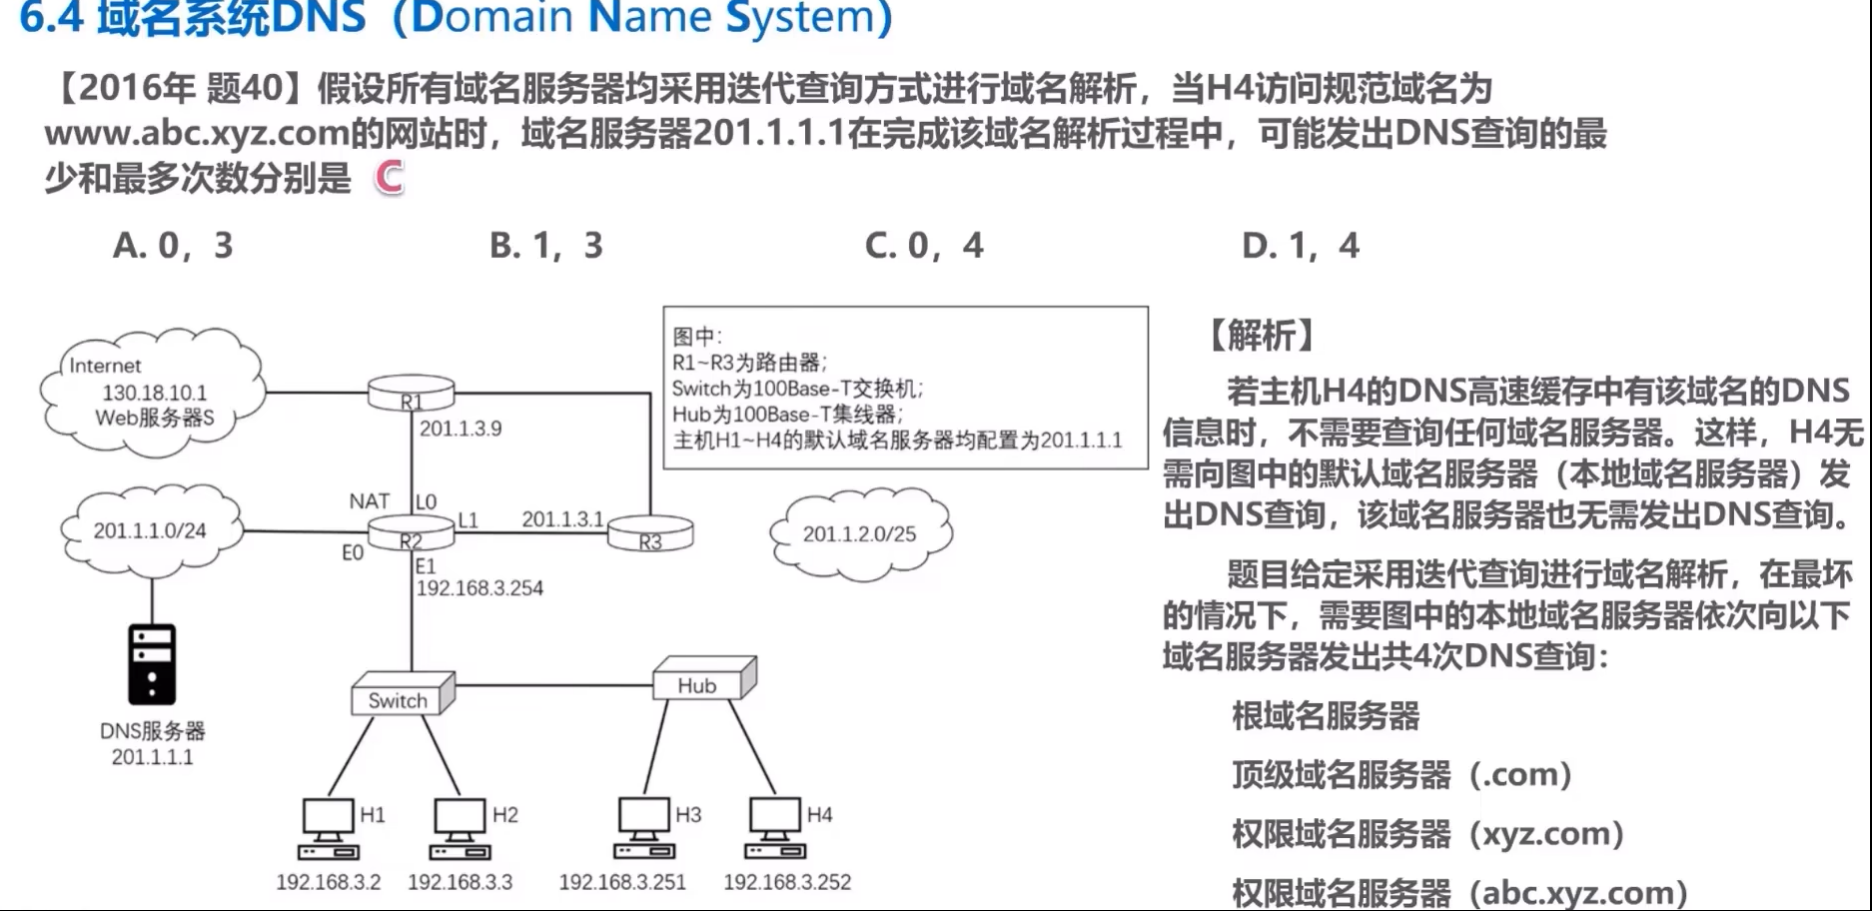 6.4 域名系统DNS（Domain Name System）
【2016年 题40】假设所有域名服务器均采用迭代查询方式进行域名解析，当H4访问规范域名为
www.abc.xyz.com的网站时，域名服务器201.1.1.1在完成该域名解析过程中，可能发出DNS查询的最
少和最多次数分别是 C
A. 0，3
B. 1，3
C. 0，4
D. 1，4
Internet
130.18.10.1
Web服务器S
R1
201.1.3.9
图中：
R1~R3为路由器；
Switch为100Base-T交换机；
Hub为100Base-T集线器；
主机H1~H4的默认域名服务器均配置为201.1.1.1
NAT
L0
201.1.1.0/24
E0
R2
L1
201.1.3.1
R3
201.1.2.0/25
E1
192.168.3.254
Switch
Hub
DNS服务器
201.1.1.1
H1
H2
H3
H4
192.168.3.2
192.168.3.3
192.168.3.251
192.168.3.252
【解析】
若主机H4的DNS高速缓存中有该域名的DNS
信息时，不需要查询任何域名服务器。这样，H4无
需向图中的默认域名服务器（本地域名服务器）发
出DNS查询，该域名服务器也无需发出DNS查询。
题目给定采用迭代查询进行域名解析，在最坏
的情况下，需要图中的本地域名服务器依次向以下
域名服务器发出共4次DNS查询：
根域名服务器
顶级域名服务器（.com）
权限域名服务器（xyz.com）
权限域名服务器（abc.xyz.com）